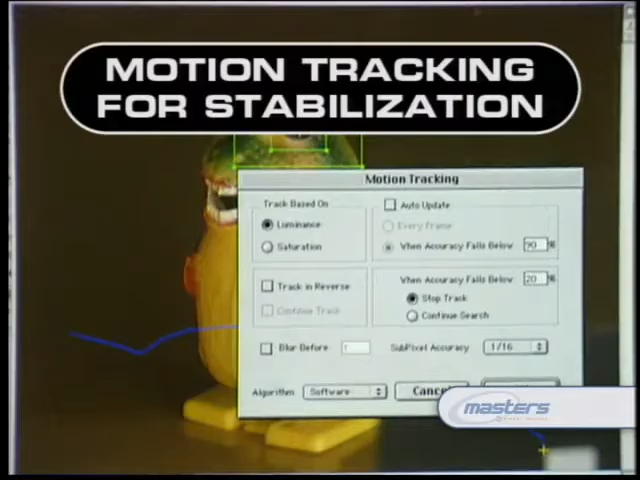 MOTION TRACKING
FOR STABILIZATION
Motion Tracking
Track Based On
Luminance
Saturation
Auto Update
Every Frame
When Accuracy Falls Below 90 %
Track in Reverse
Continue Track
When Accuracy Falls Below 20 %
Stop Track
Continue Search
Blur Before 1
SubPixel Accuracy 1/16
Algorithm Software
Cancel
masters